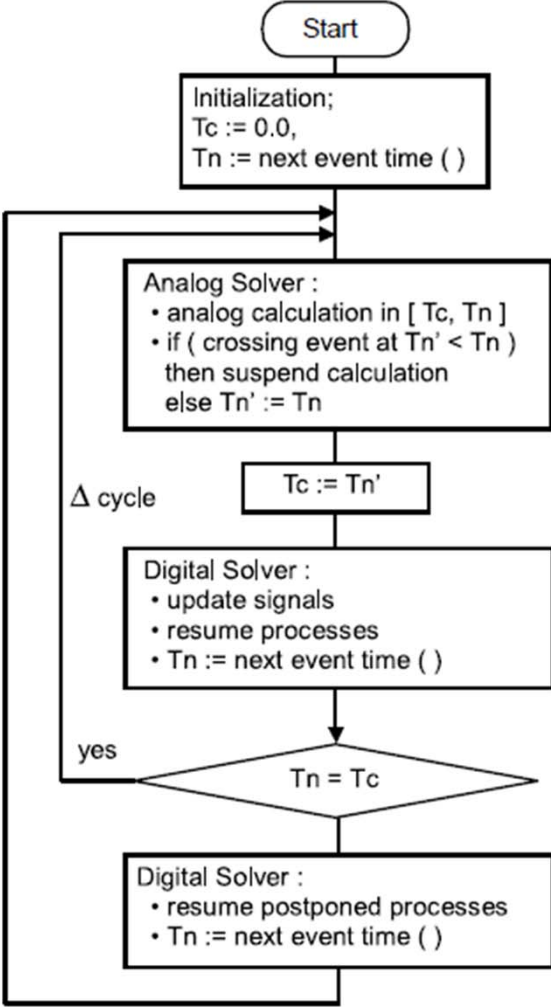 Start
Initialization;
Tc := 0.0,
Tn := next event time ( )
Analog Solver :
• analog calculation in [ Tc, Tn ]
• if ( crossing event at Tn' < Tn )
then suspend calculation
else Tn' := Tn
Tc := Tn'
Δ cycle
Digital Solver :
• update signals
• resume processes
• Tn := next event time ( )
yes
Tn = Tc
Digital Solver :
• resume postponed processes
• Tn := next event time ( )